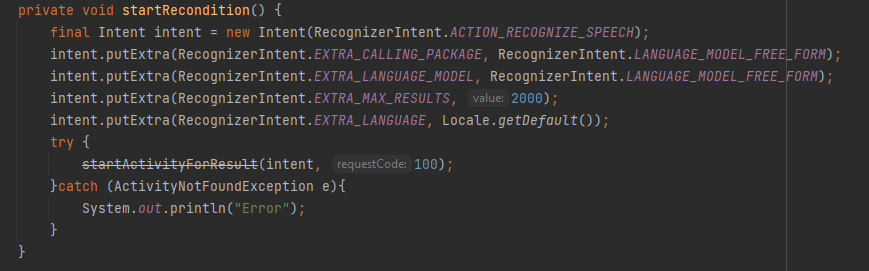 private void startRecondition() {
    final Intent intent = new Intent(RecognizerIntent.ACTION_RECOGNIZE_SPEECH);
    intent.putExtra(RecognizerIntent.EXTRA_CALLING_PACKAGE, RecognizerIntent.LANGUAGE_MODEL_FREE_FORM);
    intent.putExtra(RecognizerIntent.EXTRA_LANGUAGE_MODEL, RecognizerIntent.LANGUAGE_MODEL_FREE_FORM);
    intent.putExtra(RecognizerIntent.EXTRA_MAX_RESULTS, value: 2000);
    intent.putExtra(RecognizerIntent.EXTRA_LANGUAGE, Locale.getDefault());
    try {
        startActivityForResult(intent, requestCode: 100);
    }catch (ActivityNotFoundException e){
        System.out.println("Error");
    }
}